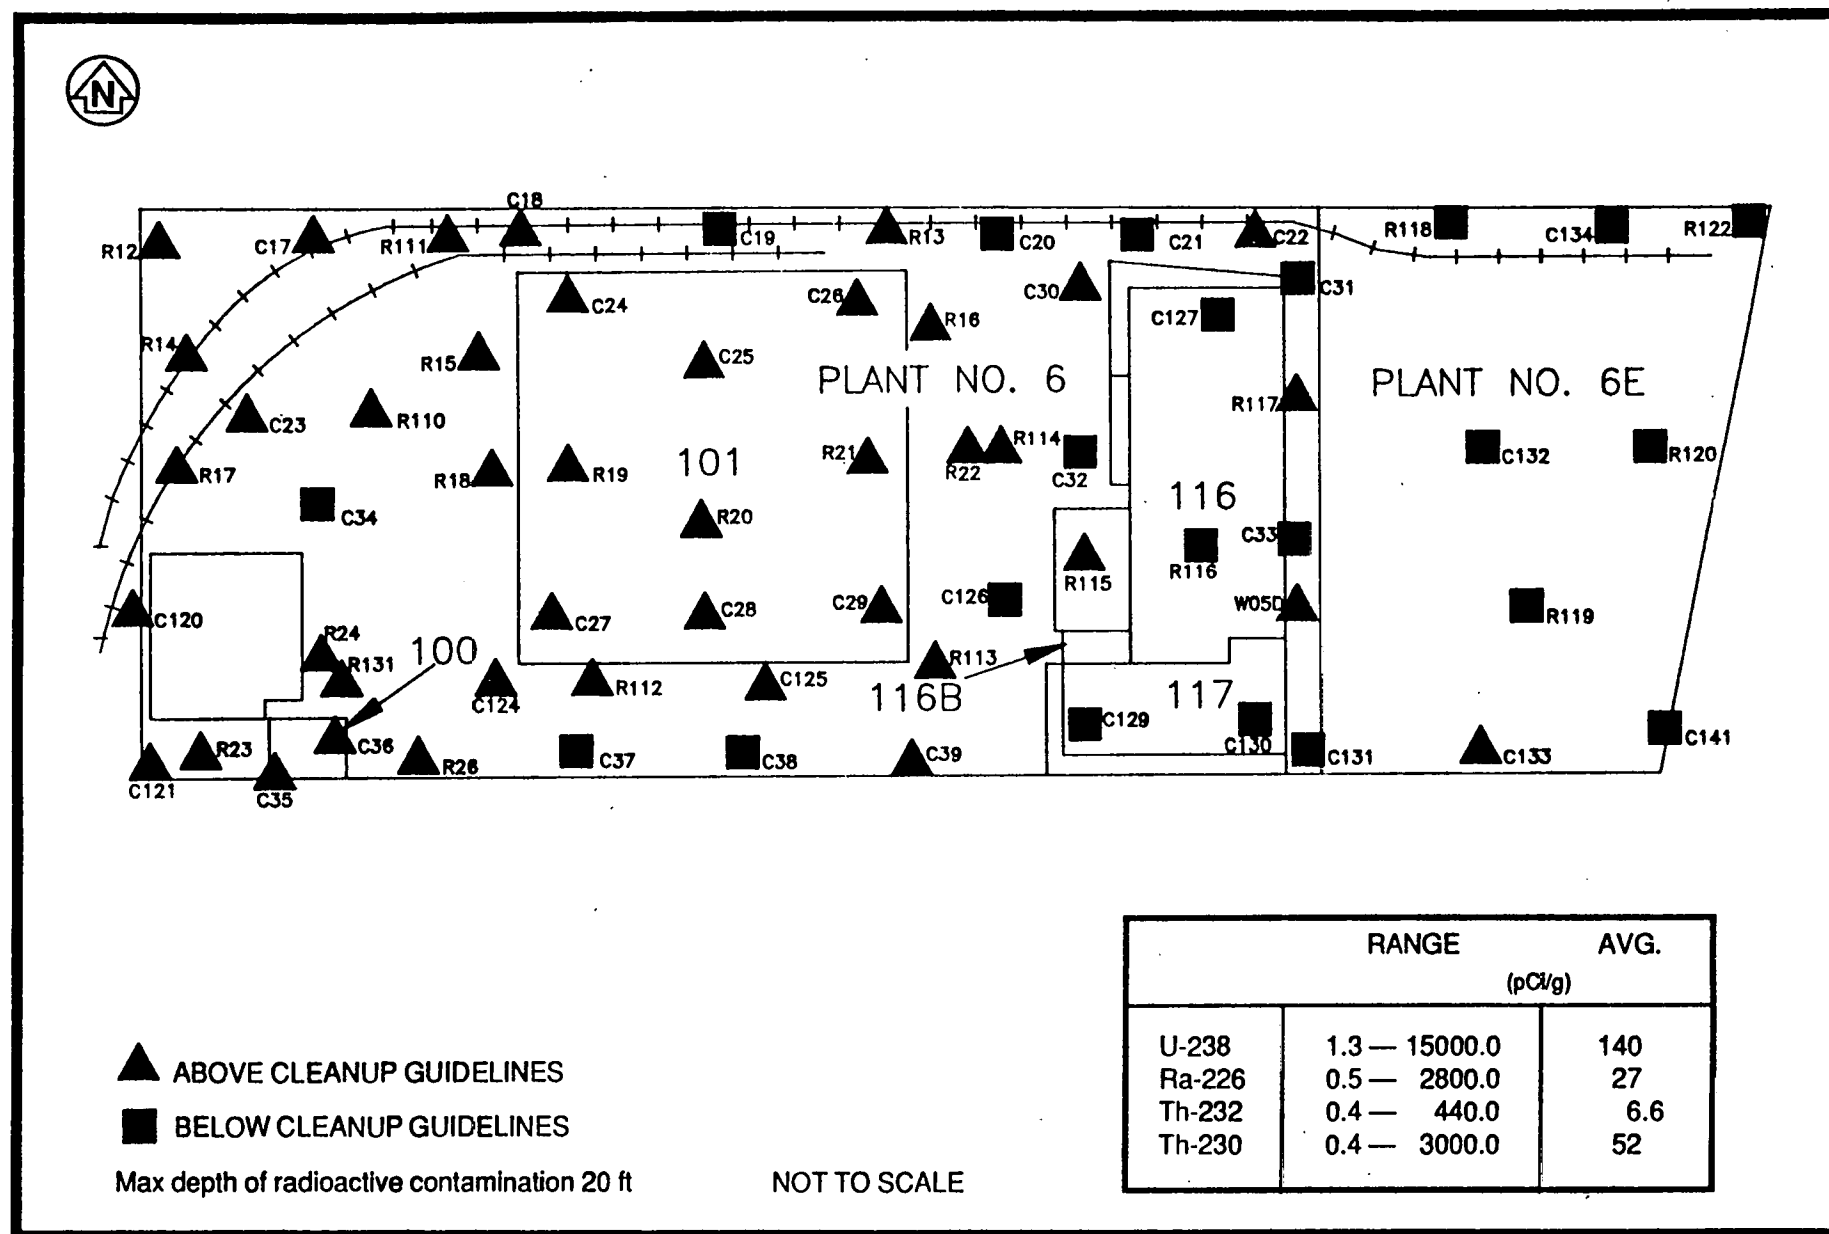 N
C18
R12
C17
R111
C19
R13
C20
C21
C22
R118
C134
R122
C24
C26
C30
C31
R16
C127
R14
R15
C25
PLANT NO. 6
PLANT NO. 6E
R117
C23
R110
R17
R18
R19
101
R21
R22
R114
C32
C132
R120
C34
R20
116
C33
R116
R115
C120
C27
C28
C29
C126
W05D
R119
R24
R131
100
R113
C124
R112
C125
116B
117
R23
C36
R26
C37
C38
C39
C129
C130
C131
C133
C141
C121
C35
RANGE AVG.
(pCi/g)
U-238 1.3 — 15000.0 140
Ra-226 0.5 — 2800.0 27
Th-232 0.4 — 440.0 6.6
Th-230 0.4 — 3000.0 52
ABOVE CLEANUP GUIDELINES
BELOW CLEANUP GUIDELINES
Max depth of radioactive contamination 20 ft NOT TO SCALE